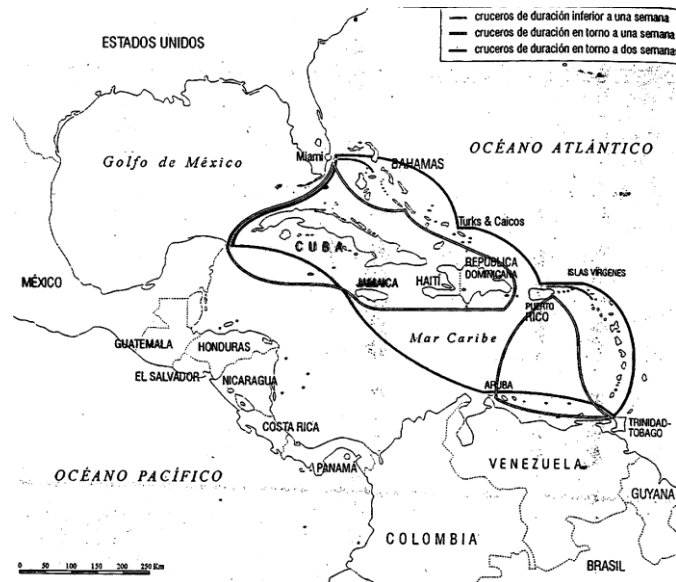 cruceros de duración inferior a una semana
cruceros de duración en torno a una semana
cruceros de duración en torno a dos semanas
ESTADOS UNIDOS
Miami
Golfo de México
BAHAMAS
OCÉANO ATLÁNTICO
Turks & Caicos
CUBA
MÉXICO
JAMAICA
HAITÍ
REPÚBLICA
DOMINICANA
ISLAS VÍRGENES
PUERTO
RICO
Mar Caribe
GUATEMALA
HONDURAS
EL SALVADOR
NICARAGUA
ARUBA
COSTA RICA
TRINIDAD-
TOBAGO
PANAMÁ
VENEZUELA
OCÉANO PACÍFICO
GUYANA
COLOMBIA
BRASIL
0 50 100 150 200 250 Km